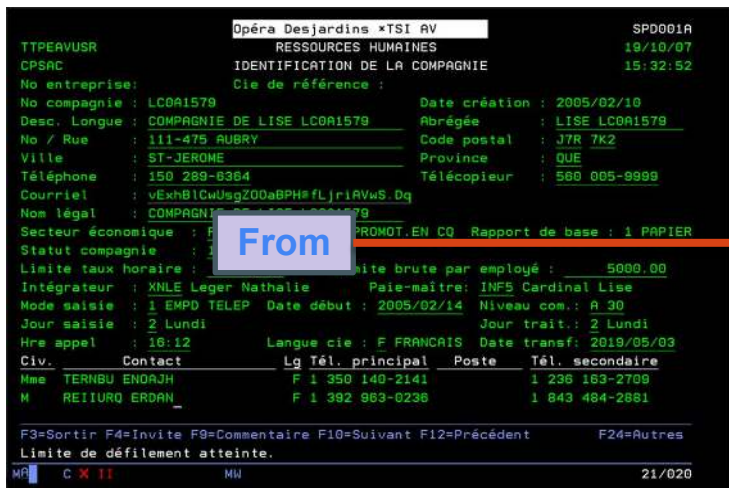 Opéra Desjardins *TSI AV SPD001A
TTPEAVUSR RESSOURCES HUMAINES 19/10/07
CPSAC IDENTIFICATION DE LA COMPAGNIE 15:32:52
No entreprise: Cie de référence :
No compagnie : LC0A1579 Date création : 2005/02/10
Desc. Longue : COMPAGNIE DE LISE LC0A1579 Abrégée : LISE LC0A1579
No / Rue : 111-475 AUBRY Code postal : J7R 7K2
Ville : ST-JEROME Province : QUE
Téléphone : 150 289-6364 Télécopieur : 560 005-9999
Courriel :
Nom légal : COMPAGNIE
Secteur économique : PROMOT.EN CQ Rapport de base : 1 PAPIER
Statut compagnie :
From
Limite taux horaire : brute par employé : 5000.00
Intégrateur : XNLE Leger Nathalie Paie-maître: INF5 Cardinal Lise
Mode saisie : 1 EMPD TELEP Date début : 2005/02/14 Niveau com.: A 30
Jour saisie : 2 Lundi Jour trait.: 2 Lundi
Hre appel : 16:12 Langue cie : F FRANCAIS Date transf: 2019/05/03
Civ. Contact Lg Tél. principal Poste Tél. secondaire
Mme TERNBU ENOAJH F 1 350 140-2141 1 236 163-2709
M REIIURQ ERDAN_ F 1 392 963-0236 1 843 484-2881
F3=Sortir F4=Invite F9=Commentaire F10=Suivant F12=Précédent F24=Autres
Limite de défilement atteinte.
MA C X II MW 21/020